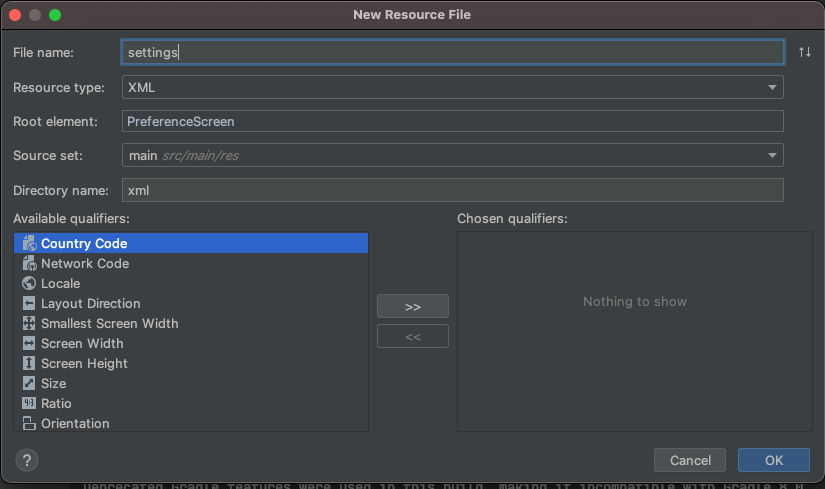 New Resource File
File name: settings
Resource type: XML
Root element: PreferenceScreen
Source set: main src/main/res
Directory name: xml
Available qualifiers: Chosen qualifiers:
Country Code
Network Code
Locale
Layout Direction
Nothing to show
Smallest Screen Width
>>
Screen Width
<<
Screen Height
Size
Ratio
Orientation
? Cancel OK
Deprecated Gradle features were used in this build, making it incompatible with Gradle 8.0